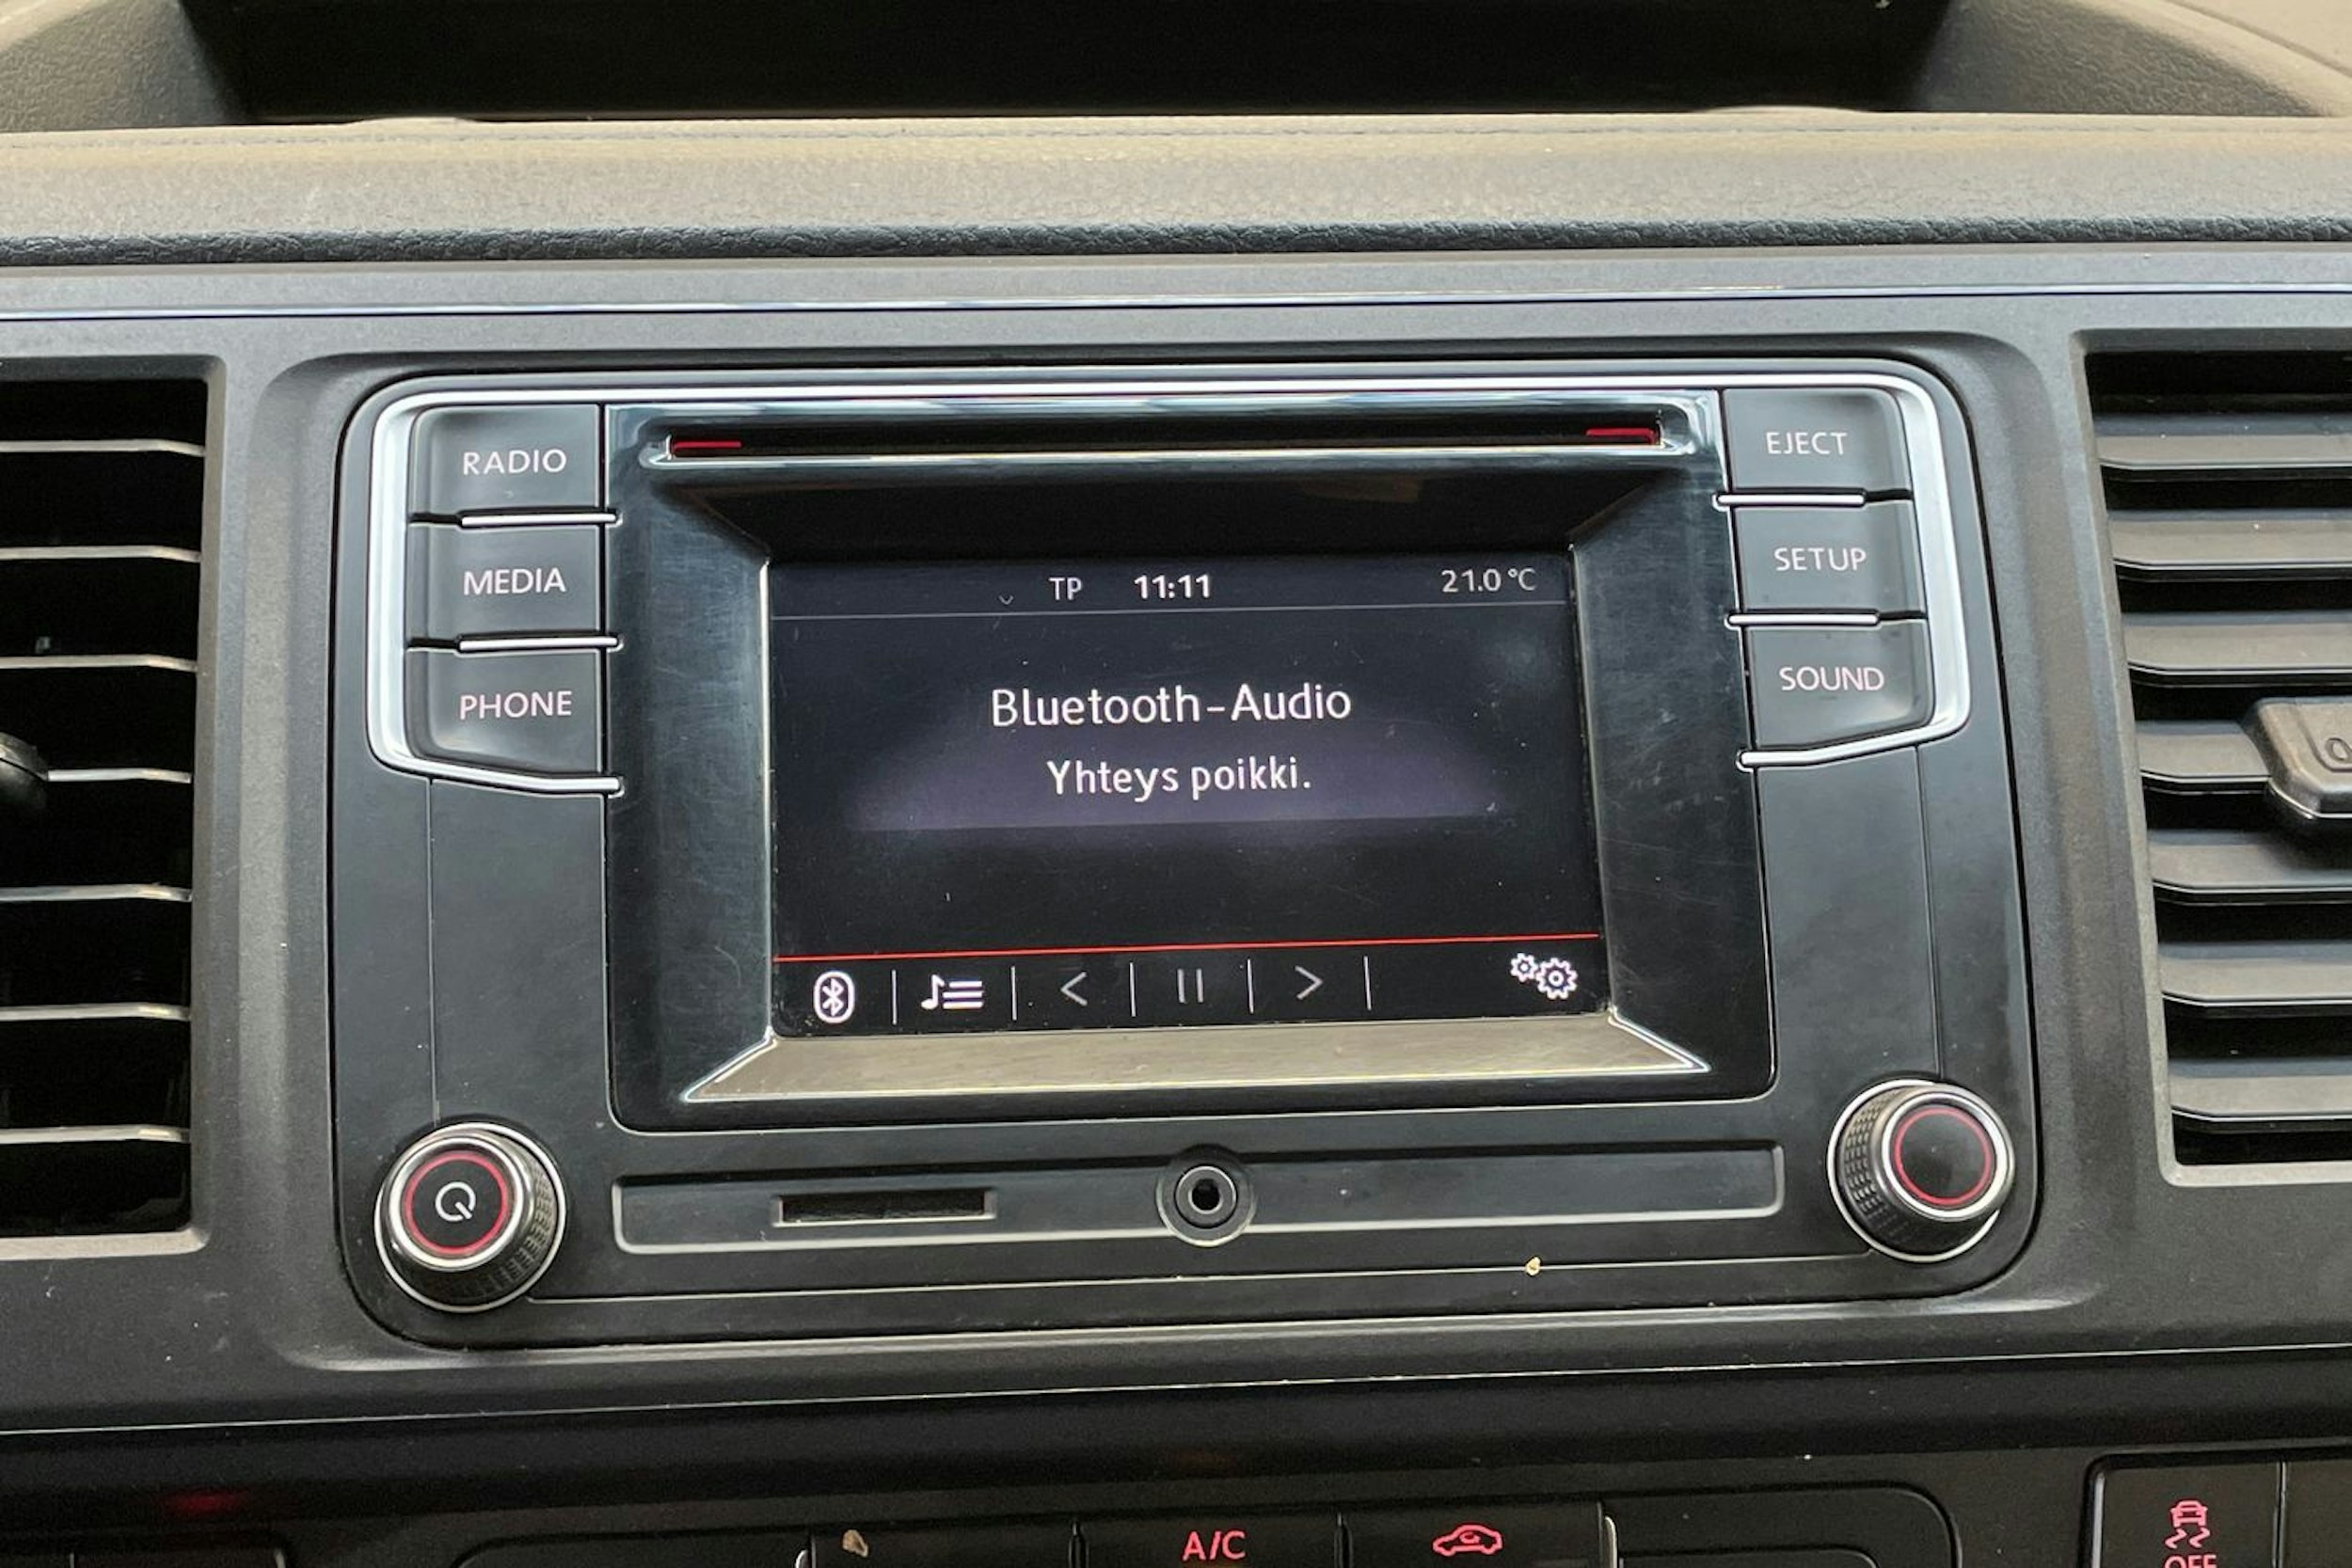 RADIO
MEDIA
PHONE
EJECT
SETUP
SOUND
TP 11:11 21.0 °C
Bluetooth-Audio
Yhteys poikki.
A/C
OFF